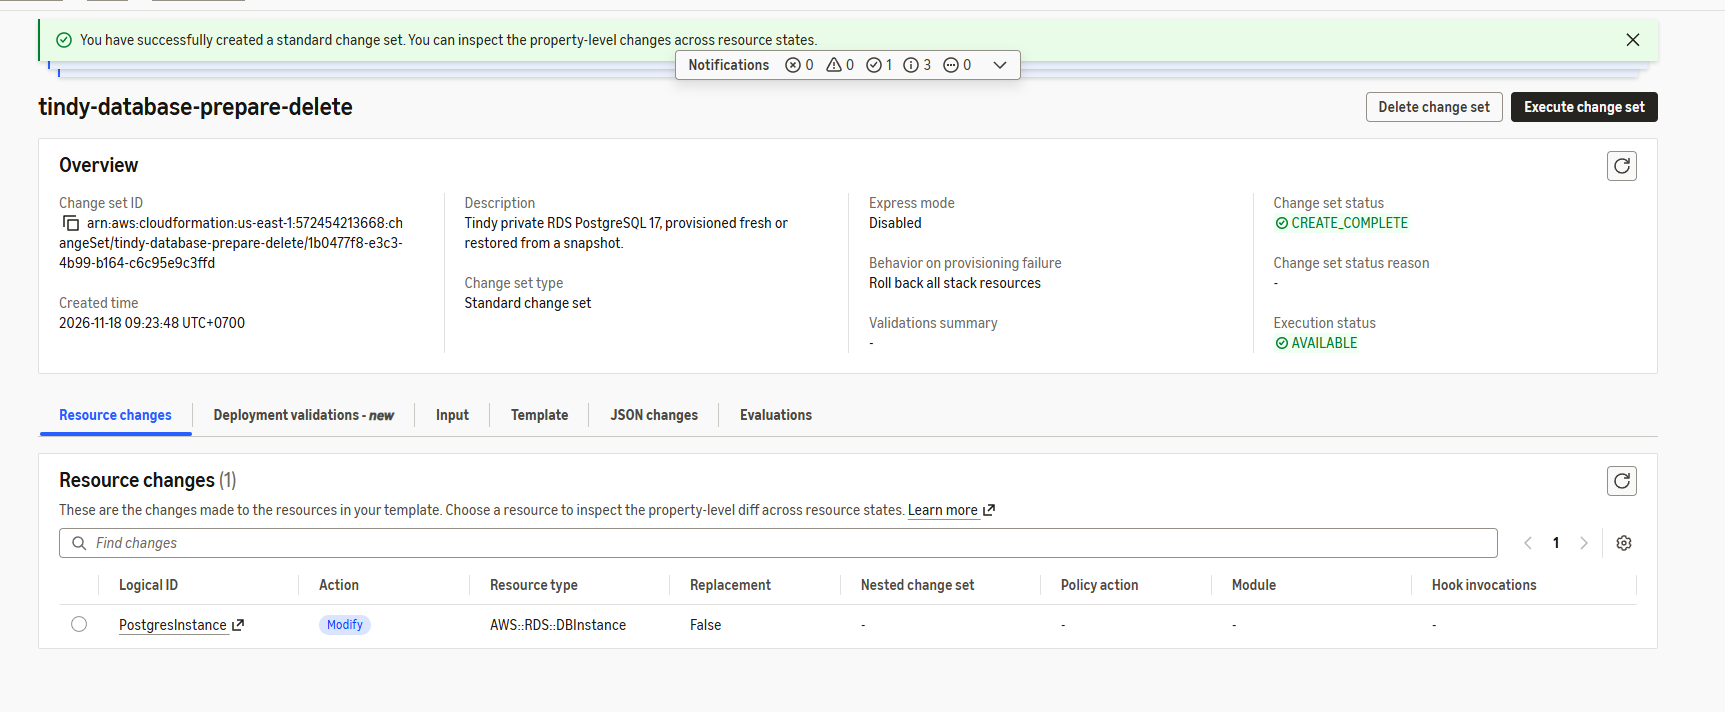 You have successfully created a standard change set. You can inspect the property-level changes across resource states.
Notifications 0 0 1 3 0
tindy-database-prepare-delete
Delete change set
Execute change set
Overview
Change set ID
arn:aws:cloudformation:us-east-1:572454213668:ch
angeSet/tindy-database-prepare-delete/1b0477f8-e3c3-
4b99-b164-c6c95e9c3ffd
Created time
2026-11-18 09:23:48 UTC+0700
Description
Tindy private RDS PostgreSQL 17, provisioned fresh or
restored from a snapshot.
Change set type
Standard change set
Express mode
Disabled
Behavior on provisioning failure
Roll back all stack resources
Validations summary
-
Change set status
CREATE_COMPLETE
Change set status reason
-
Execution status
AVAILABLE
Resource changes
Deployment validations - new
Input
Template
JSON changes
Evaluations
Resource changes (1)
These are the changes made to the resources in your template. Choose a resource to inspect the property-level diff across resource states. Learn more
Find changes
1
Logical ID Action Resource type Replacement Nested change set Policy action Module Hook invocations
PostgresInstance Modify AWS::RDS::DBInstance False - - - -